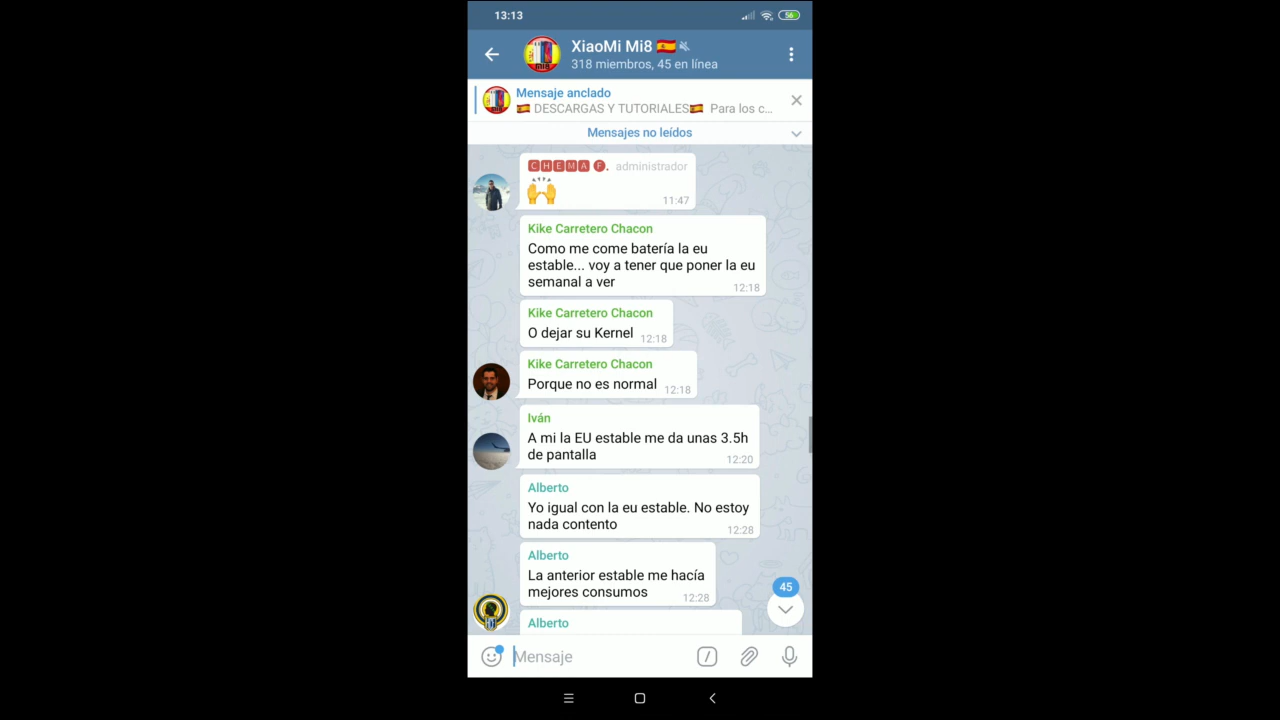 13:13
56
XiaoMi Mi8 🇪🇸
318 miembros, 45 en línea
Mensaje anclado
🇪🇸 DESCARGAS Y TUTORIALES🇪🇸 Para los c...
Mensajes no leídos
CHEMA F. administrador
🙌
11:47
Kike Carretero Chacon
Como me come batería la eu
estable... voy a tener que poner la eu
semanal a ver
12:18
Kike Carretero Chacon
O dejar su Kernel 12:18
Kike Carretero Chacon
Porque no es normal 12:18
Iván
A mi la EU estable me da unas 3.5h
de pantalla
12:20
Alberto
Yo igual con la eu estable. No estoy
nada contento
12:28
Alberto
La anterior estable me hacía
mejores consumos
12:28
45
Alberto
Mensaje